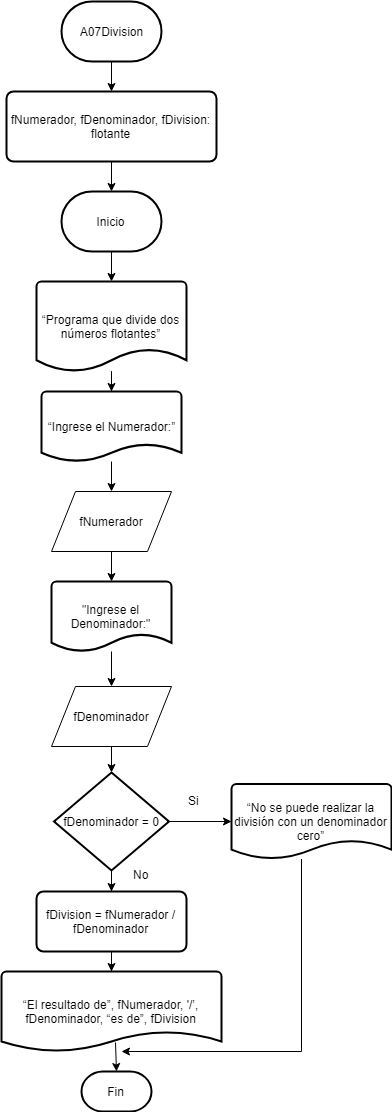 A07Division
fNumerador, fDenominador, fDivision:
flotante
Inicio
“Programa que divide dos
números flotantes”
“Ingrese el Numerador:”
fNumerador
"Ingrese el
Denominador:"
fDenominador
fDenominador = 0
Si
“No se puede realizar la
división con un denominador
cero”
No
fDivision = fNumerador /
fDenominador
“El resultado de”, fNumerador, '/’,
fDenominador, “es de”, fDivision
Fin